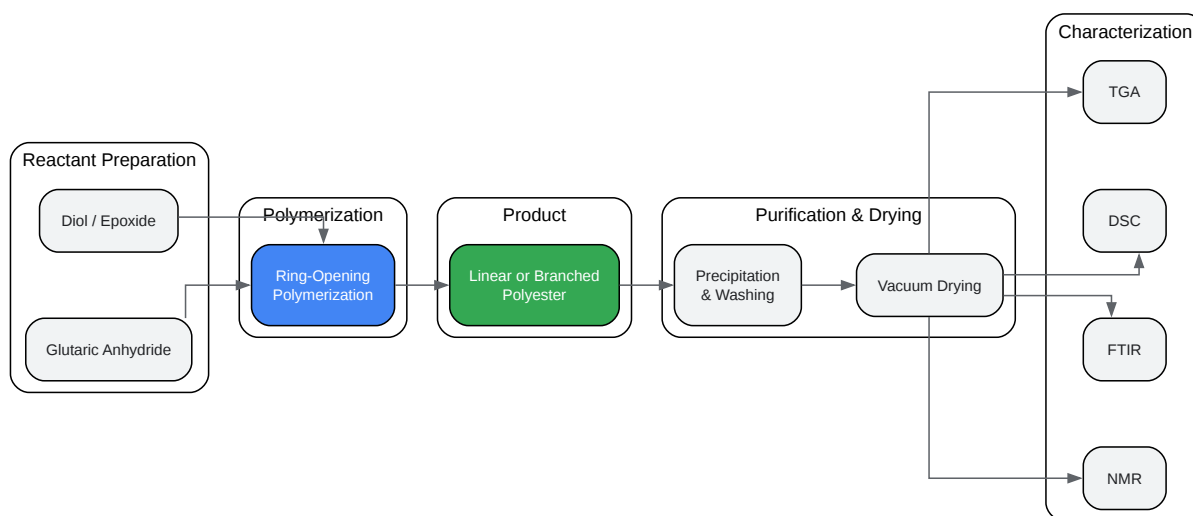 Reactant Preparation
Diol / Epoxide
Glutaric Anhydride
Polymerization
Ring-Opening
Polymerization
Product
Linear or Branched
Polyester
Purification & Drying
Precipitation
& Washing
Vacuum Drying
Characterization
TGA
DSC
FTIR
NMR